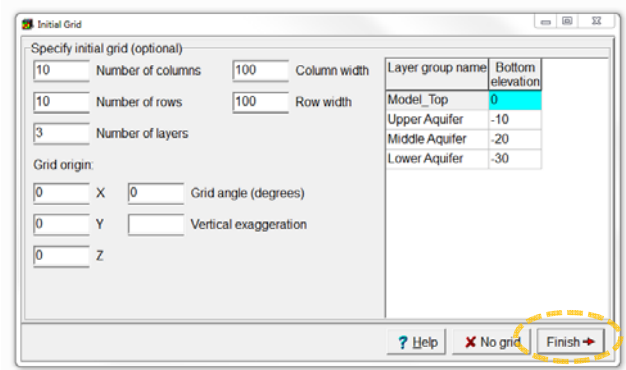 Initial Grid
Specify initial grid (optional)
10 Number of columns 100 Column width
10 Number of rows 100 Row width
3 Number of layers
Grid origin:
0 X 0 Grid angle (degrees)
0 Y Vertical exaggeration
0 Z
Layer group name Bottom elevation
Model_Top 0
Upper Aquifer -10
Middle Aquifer -20
Lower Aquifer -30
? Help No grid Finish